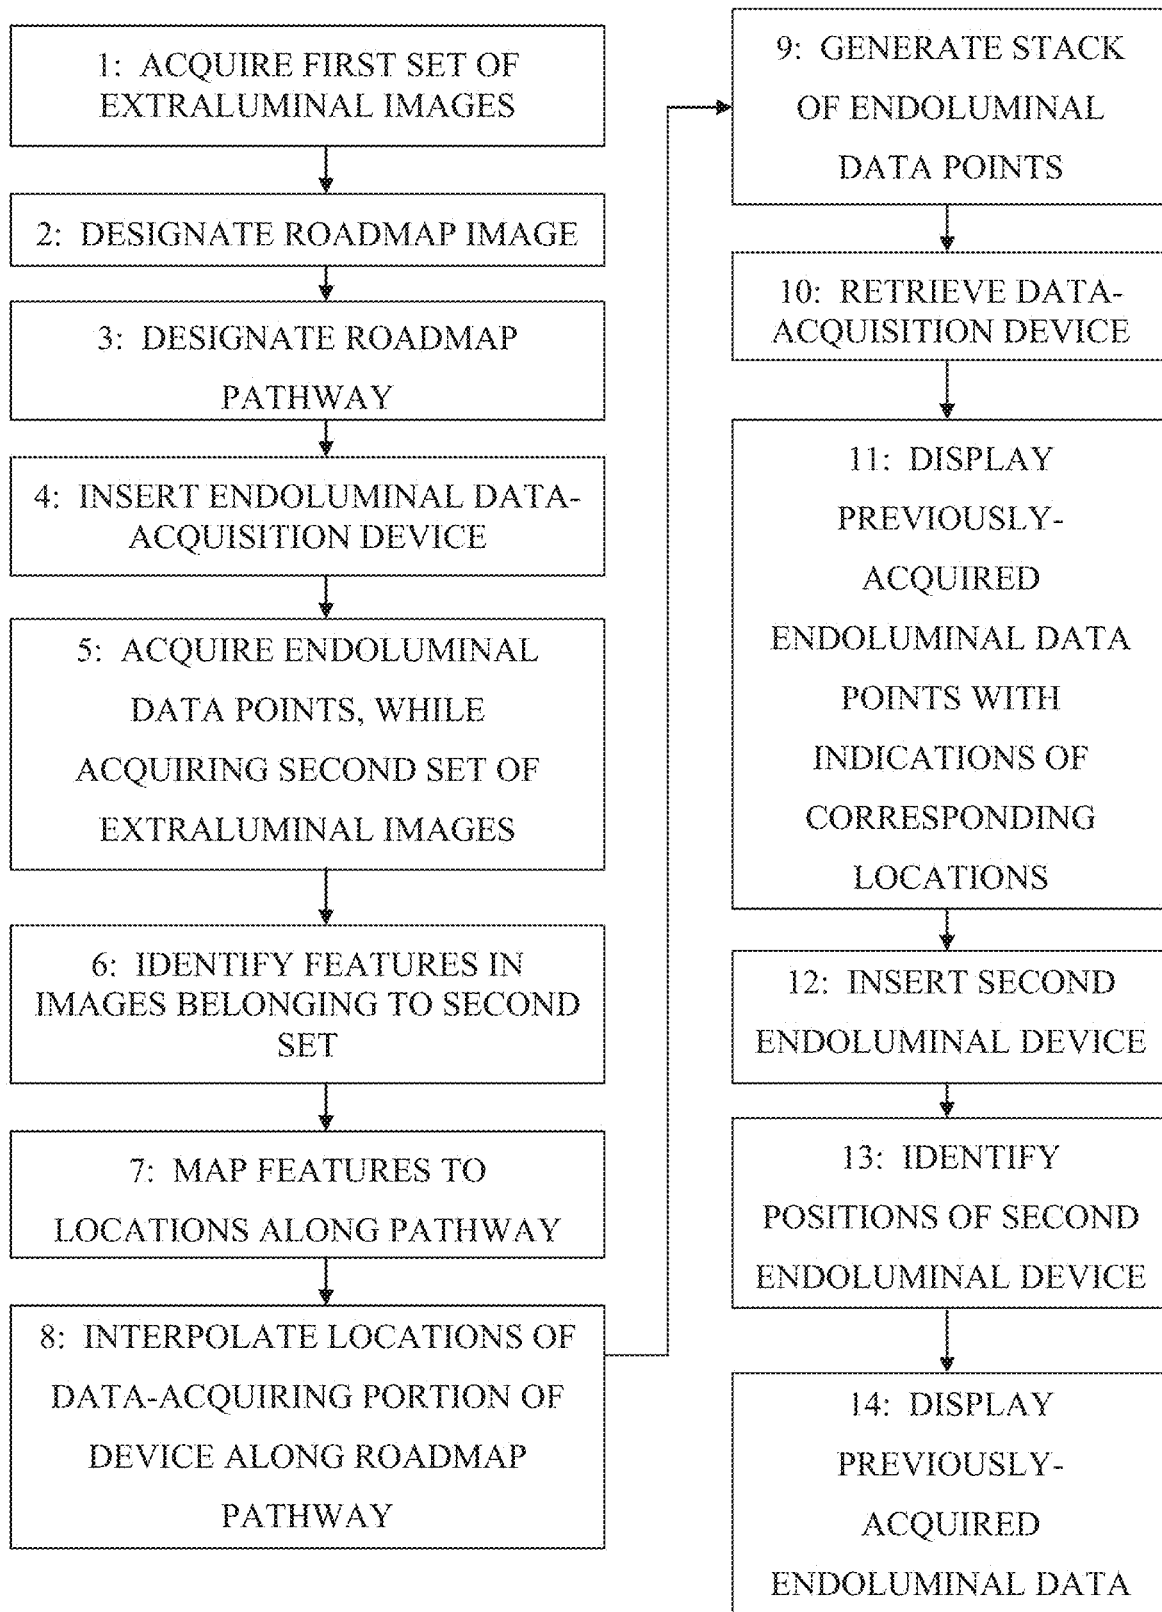 1: ACQUIRE FIRST SET OF
EXTRALUMINAL IMAGES
2: DESIGNATE ROADMAP IMAGE
3: DESIGNATE ROADMAP
PATHWAY
4: INSERT ENDOLUMINAL DATA-
ACQUISITION DEVICE
5: ACQUIRE ENDOLUMINAL
DATA POINTS, WHILE
ACQUIRING SECOND SET OF
EXTRALUMINAL IMAGES
6: IDENTIFY FEATURES IN
IMAGES BELONGING TO SECOND
SET
7: MAP FEATURES TO
LOCATIONS ALONG PATHWAY
8: INTERPOLATE LOCATIONS OF
DATA-ACQUIRING PORTION OF
DEVICE ALONG ROADMAP
PATHWAY
9: GENERATE STACK
OF ENDOLUMINAL
DATA POINTS
10: RETRIEVE DATA-
ACQUISITION DEVICE
11: DISPLAY
PREVIOUSLY-
ACQUIRED
ENDOLUMINAL DATA
POINTS WITH
INDICATIONS OF
CORRESPONDING
LOCATIONS
12: INSERT SECOND
ENDOLUMINAL DEVICE
13: IDENTIFY
POSITIONS OF SECOND
ENDOLUMINAL DEVICE
14: DISPLAY
PREVIOUSLY-
ACQUIRED
ENDOLUMINAL DATA